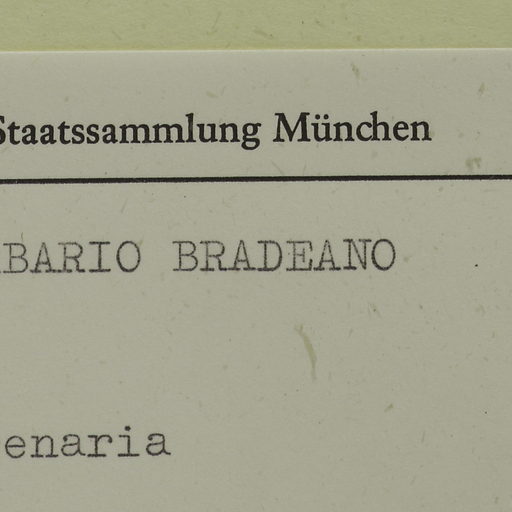 Staatssammlung München
BARIO BRADEANO
enaria